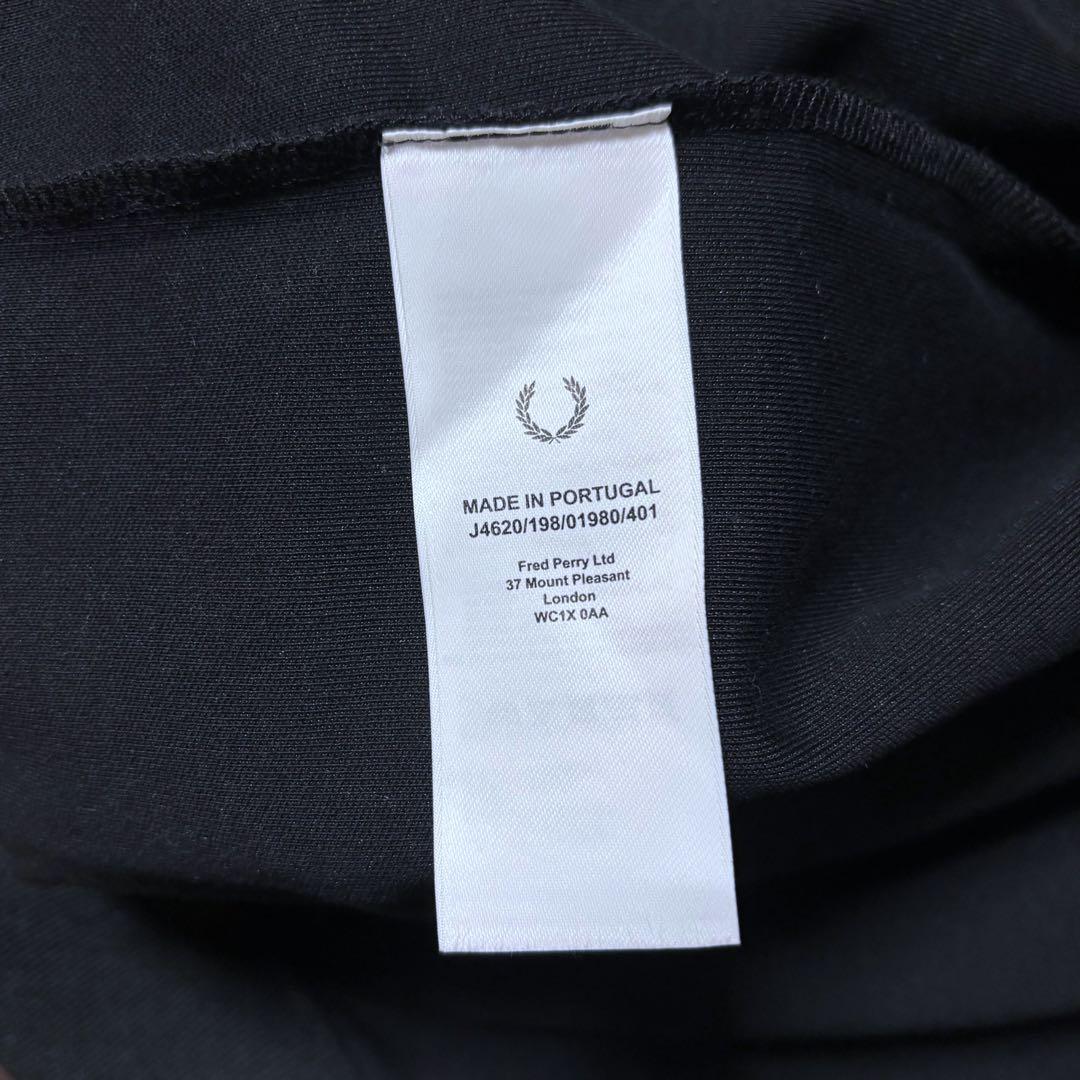 MADE IN PORTUGAL
J4620/198/01980/401
Fred Perry Ltd
37 Mount Pleasant
London
WC1X 0AA